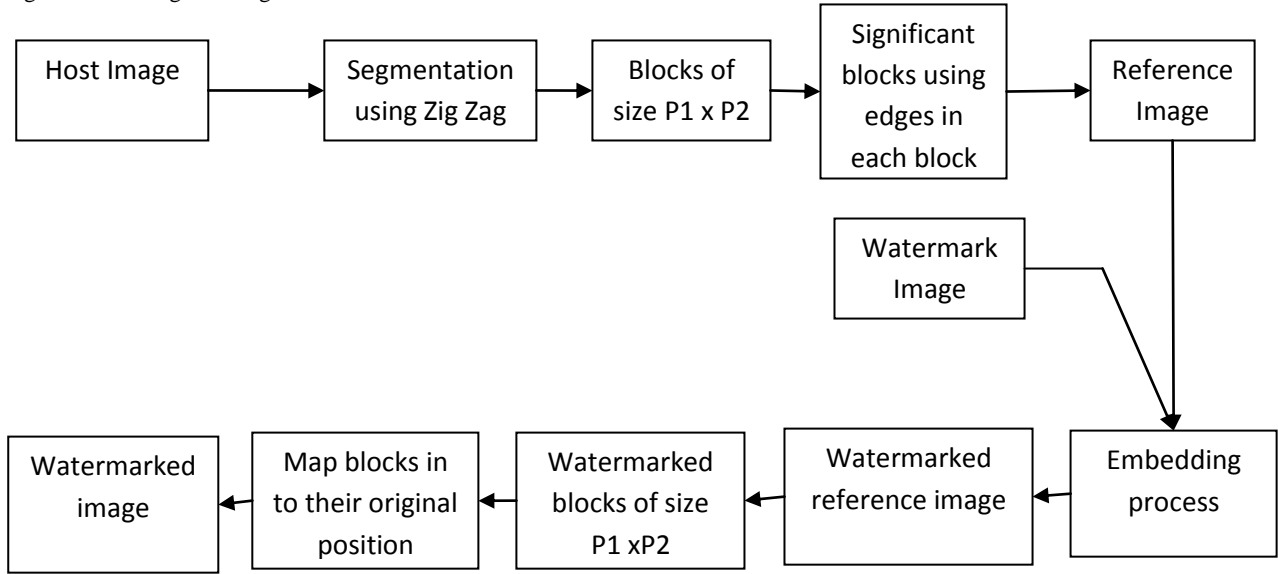 Host Image
Segmentation
using Zig Zag
Blocks of
size P1 x P2
Significant
blocks using
edges in
each block
Reference
Image
Watermark
Image
Embedding
process
Watermarked
reference image
Watermarked
blocks of size
P1 xP2
Map blocks in
to their original
position
Watermarked
image